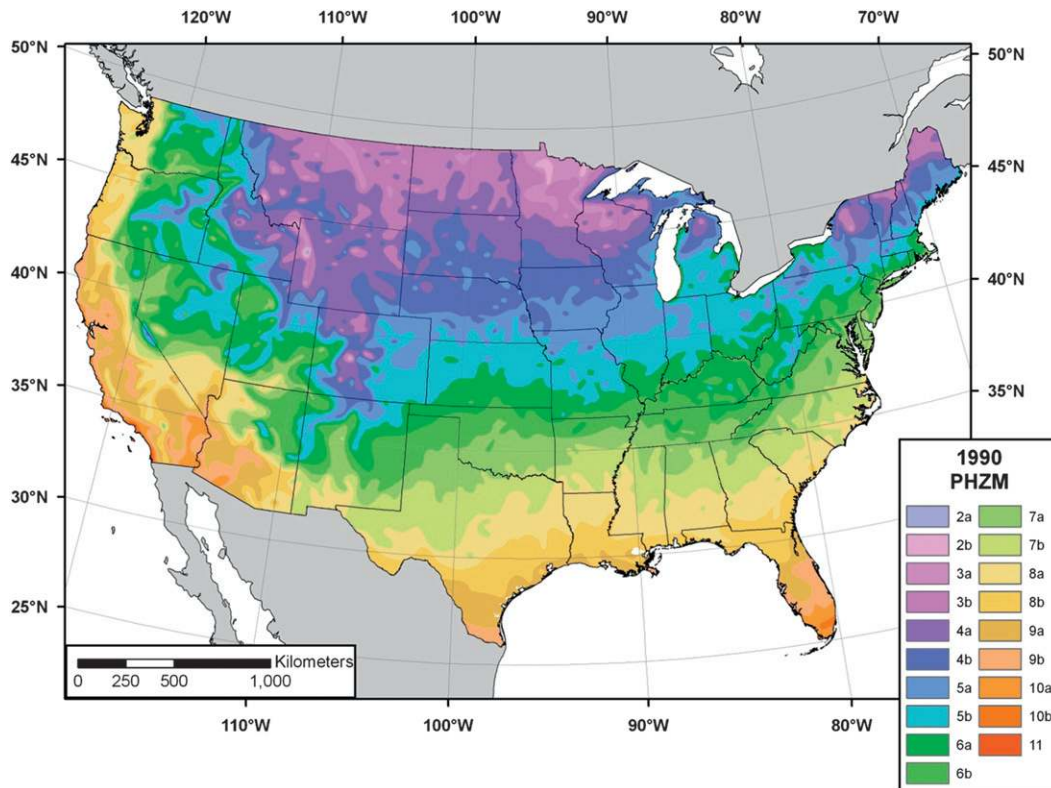 120°W 110°W 100°W 90°W 80°W 70°W
50°N 50°N
45°N 45°N
40°N 40°N
35°N 35°N
30°N
25°N
1990
PHZM
2a 7a
2b 7b
3a 8a
3b 8b
4a 9a
4b 9b
5a 10a
5b 10b
6a 11
6b
Kilometers
0 250 500 1,000
110°W 100°W 90°W 80°W